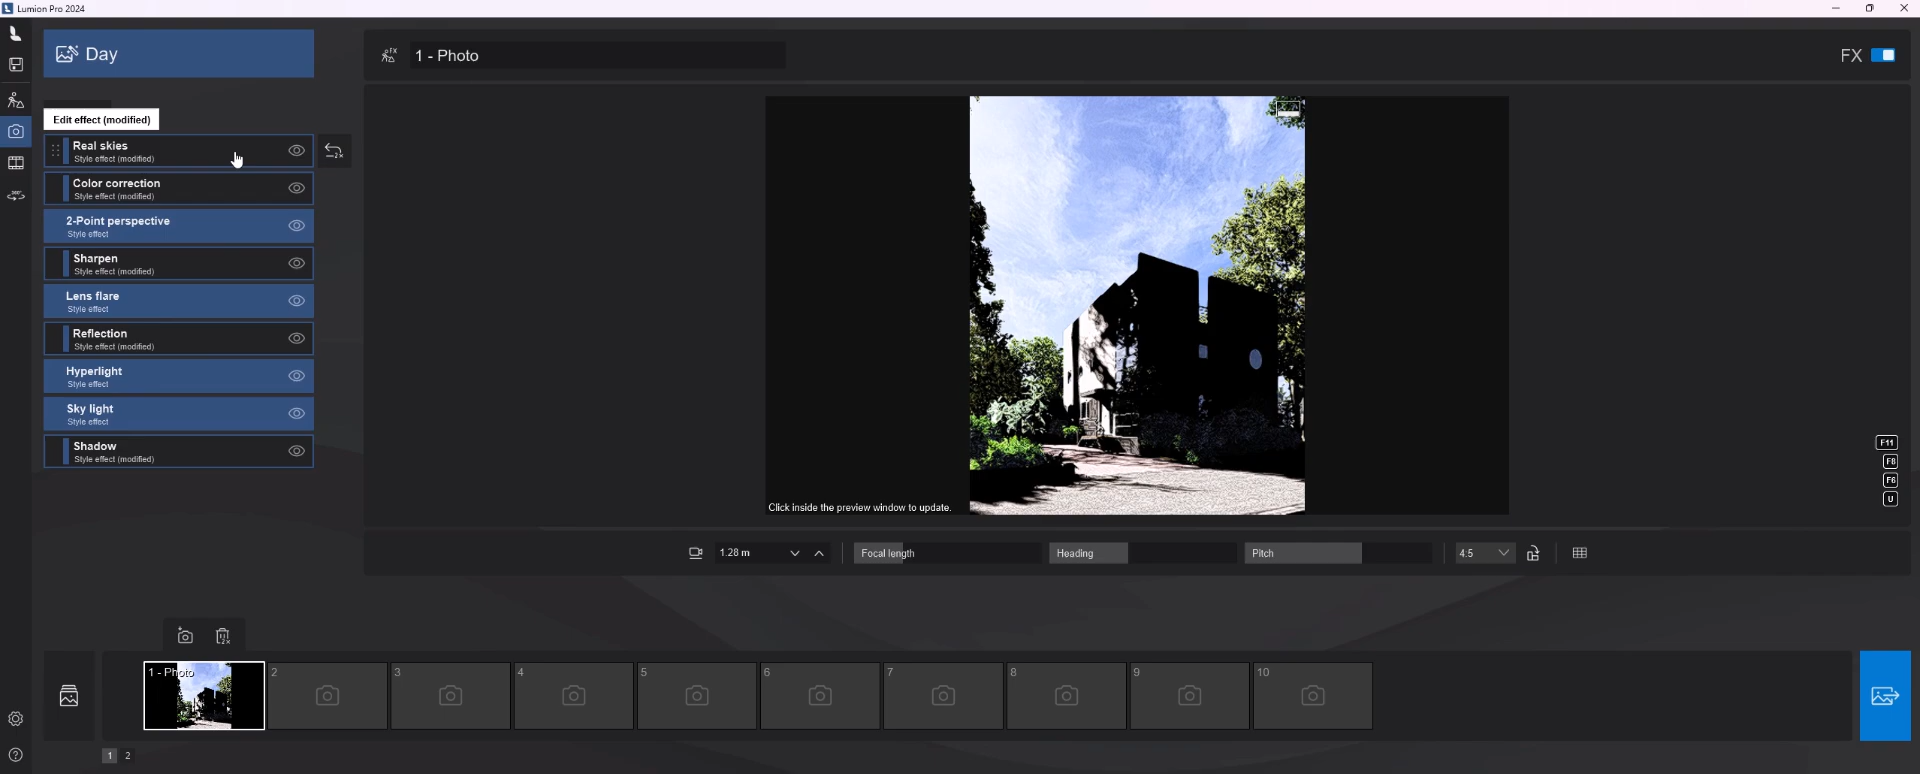 Lumion Pro 2024
Day
1 - Photo
FX
FX
Edit effect (modified)
Real skies
Style effect (modified)
2x
Color correction
Style effect (modified)
2-Point perspective
Style effect
Sharpen
Style effect (modified)
Lens flare
Style effect
Reflection
Style effect (modified)
Hyperlight
Style effect
Sky light
Style effect
Shadow
Style effect (modified)
Click inside the preview window to update.
F11
F8
F6
U
1.28 m
Focal length
Heading
Pitch
4:5
2x
1 - Photo
2
3
4
5
6
7
8
9
10
1
2